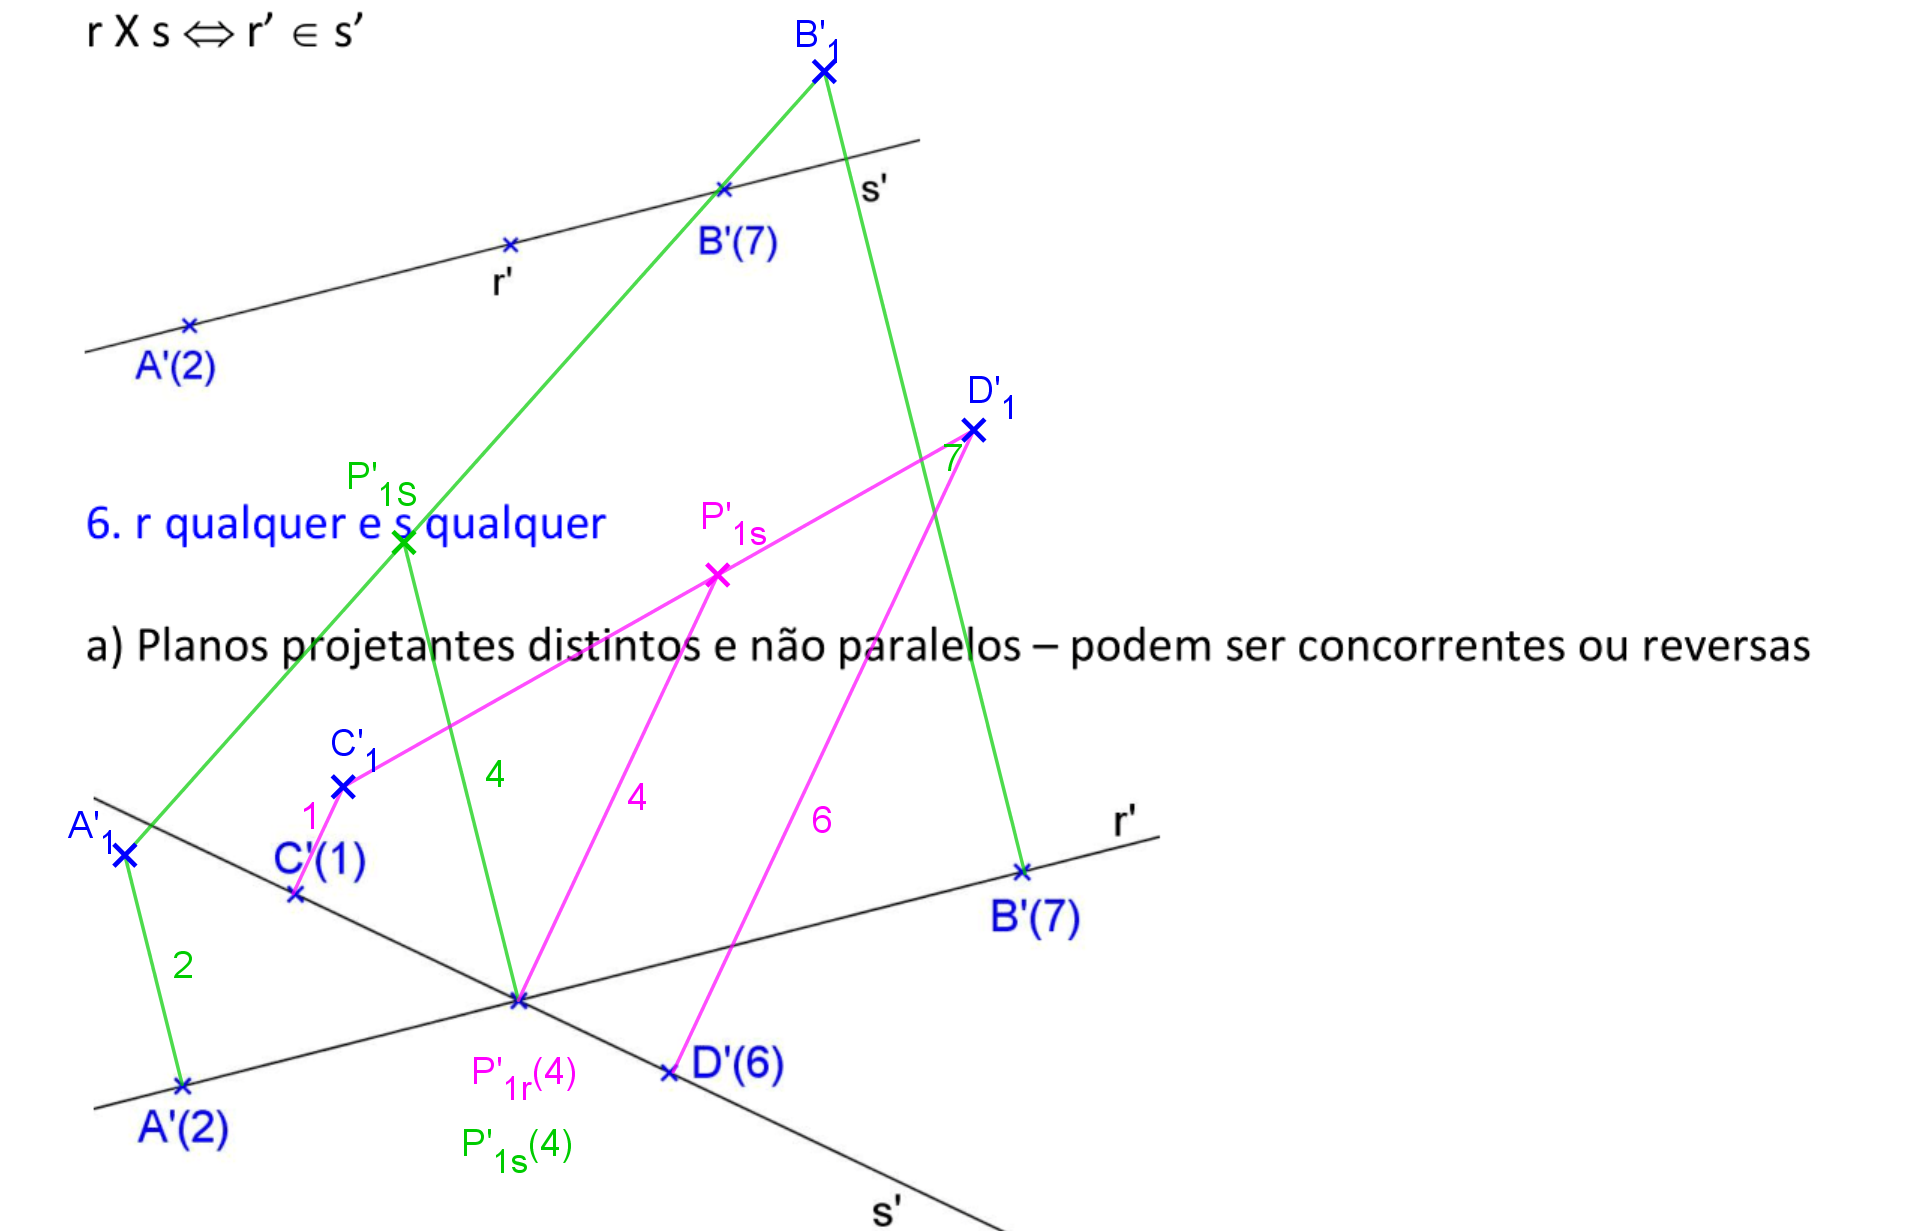 r X s ⇔ r′ ∈ s′
B'1
s'
B'(7)
r'
A'(2)
D'1
7
P'1S
P'1s
6. r qualquer e s qualquer
a) Planos projetantes distintos e não paralelos – podem ser concorrentes ou reversas
C'1
4
4
6
1
A'1
r'
C'(1)
B'(7)
2
P'1r(4)
D'(6)
A'(2)
P'1s(4)
s'